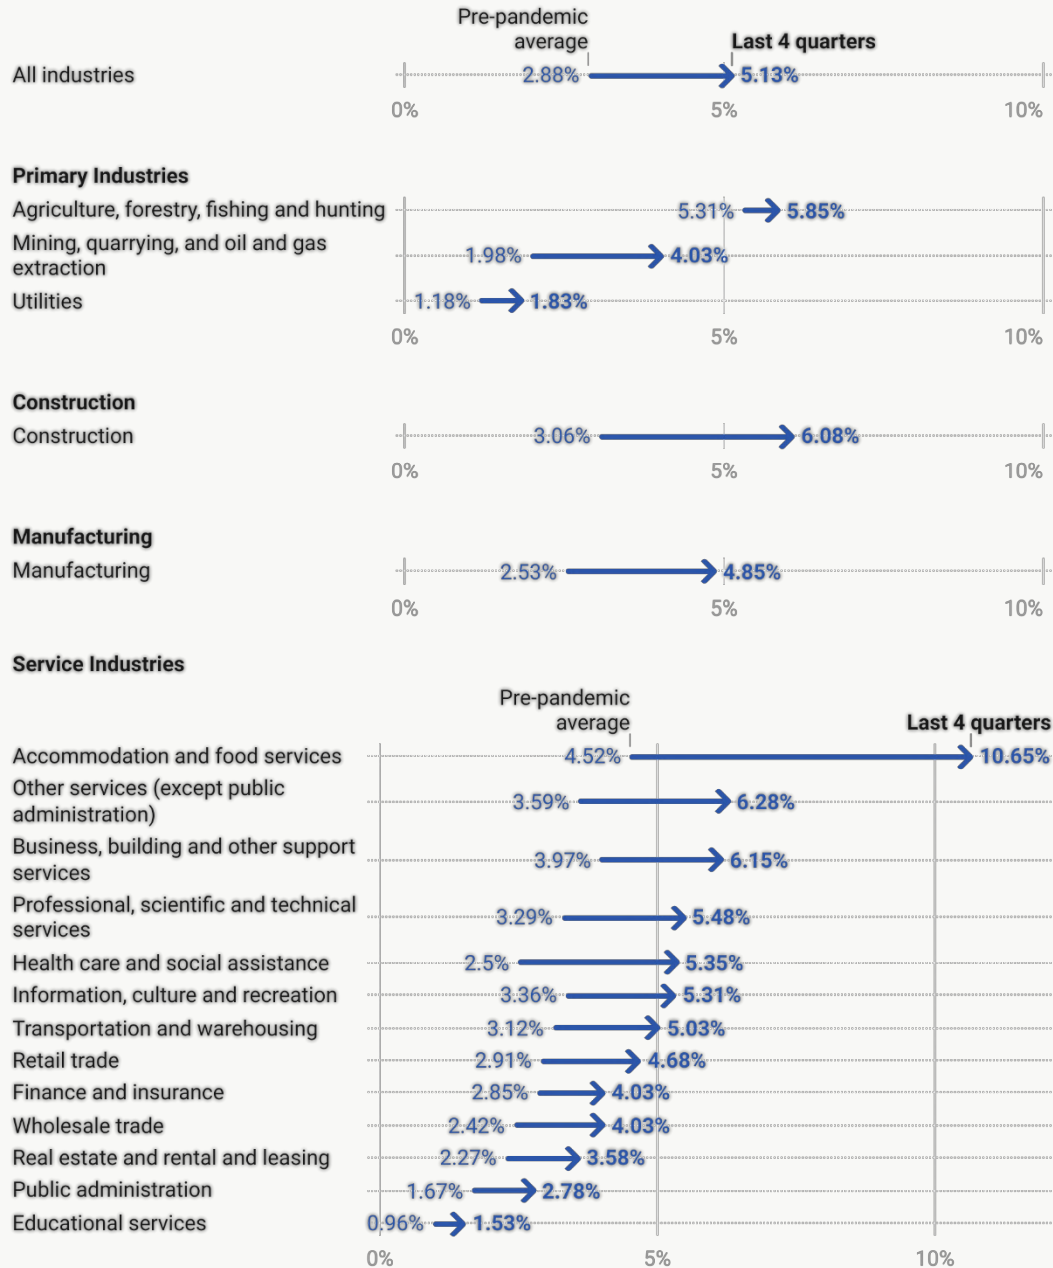 Pre-pandemic
average
Last 4 quarters
All industries
2.88%
5.13%
0%
5%
10%
Primary Industries
Agriculture, forestry, fishing and hunting
5.31%
5.85%
Mining, quarrying, and oil and gas
extraction
1.98%
4.03%
Utilities
1.18%
1.83%
0%
5%
10%
Construction
Construction
3.06%
6.08%
0%
5%
10%
Manufacturing
Manufacturing
2.53%
4.85%
0%
5%
10%
Service Industries
Pre-pandemic
average
Last 4 quarters
Accommodation and food services
4.52%
10.65%
Other services (except public
administration)
3.59%
6.28%
Business, building and other support
services
3.97%
6.15%
Professional, scientific and technical
services
3.29%
5.48%
Health care and social assistance
2.5%
5.35%
Information, culture and recreation
3.36%
5.31%
Transportation and warehousing
3.12%
5.03%
Retail trade
2.91%
4.68%
Finance and insurance
2.85%
4.03%
Wholesale trade
2.42%
4.03%
Real estate and rental and leasing
2.27%
3.58%
Public administration
1.67%
2.78%
Educational services
0.96%
1.53%
0%
5%
10%